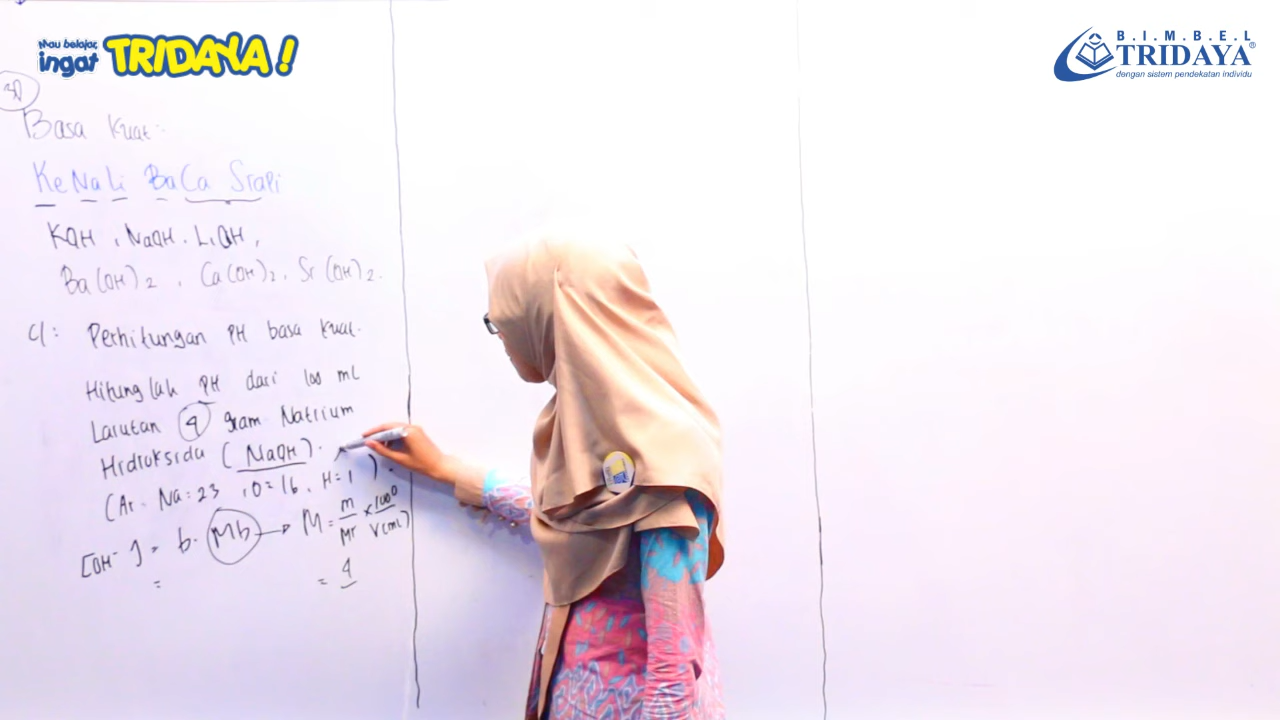 Mau belajar,
ingat TRIDAYA!
B.I.M.B.E.L
TRIDAYA®
dengan sistem pendekatan individu
Basa Kuat :
KeNaLi BaCa Srapi
KOH , NaOH , LiOH ,
Ba(OH)2 , Ca(OH)2 , Sr(OH)2 .
C/ : Perhitungan PH basa kuat .
Hitunglah PH dari 100 mL
Larutan 4 gram Natrium
Hidroksida ( NaOH ) .
( Ar . Na = 23 , O = 16 , H = 1 ) .
[OH⁻] = b . Mb → M = m/Mr × 1000/V(mL)
= = 4